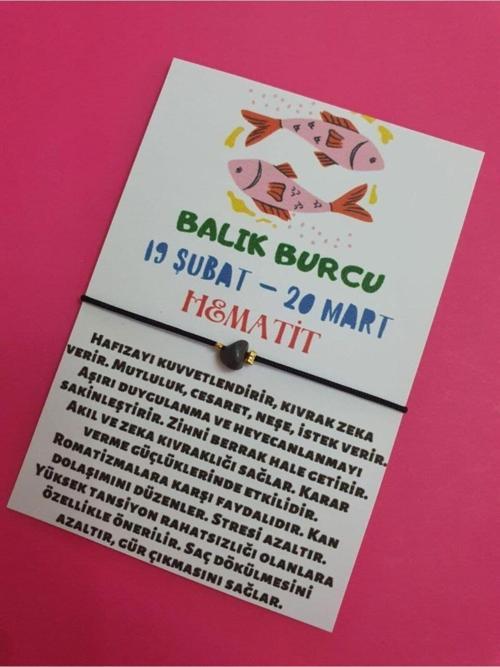 BALIK BURCU
19 ŞUBAT – 20 MART
HEMATİT
HAFIZAYI KUVVETLENDİRİR, KIVRAK ZEKA
VERİR. MUTLULUK, CESARET, NEŞE, İSTEK VERİR.
AŞIRI DUYGULANMA VE HEYECANLANMAYI
SAKİNLEŞTİRİR. ZİHNİ BERRAK HALE GETİRİR.
AKIL VE ZEKA KIVRAKLIĞI SAĞLAR. KARAR
VERME GÜÇLÜKLERİNDE ETKİLİDİR.
ROMATİZMALARA KARŞI FAYDALIDIR. KAN
DOLAŞIMINI DÜZENLER. STRESİ AZALTIR.
YÜKSEK TANSİYON RAHATSIZLIĞI OLANLARA
ÖZELLİKLE ÖNERİLİR. SAÇ DÖKÜLMESİNİ
AZALTIR, GÜR ÇIKMASINI SAĞLAR.